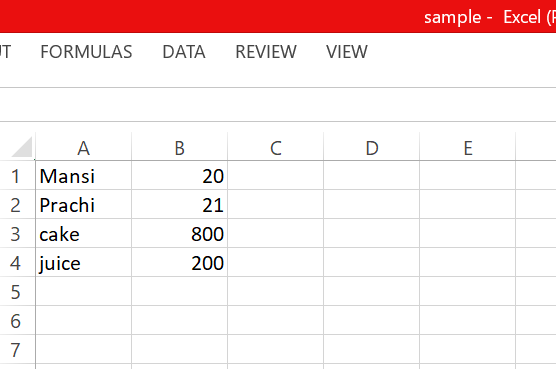 sample - Excel (P
UT FORMULAS DATA REVIEW VIEW
A B C D E
1 Mansi 20
2 Prachi 21
3 cake 800
4 juice 200
5
6
7